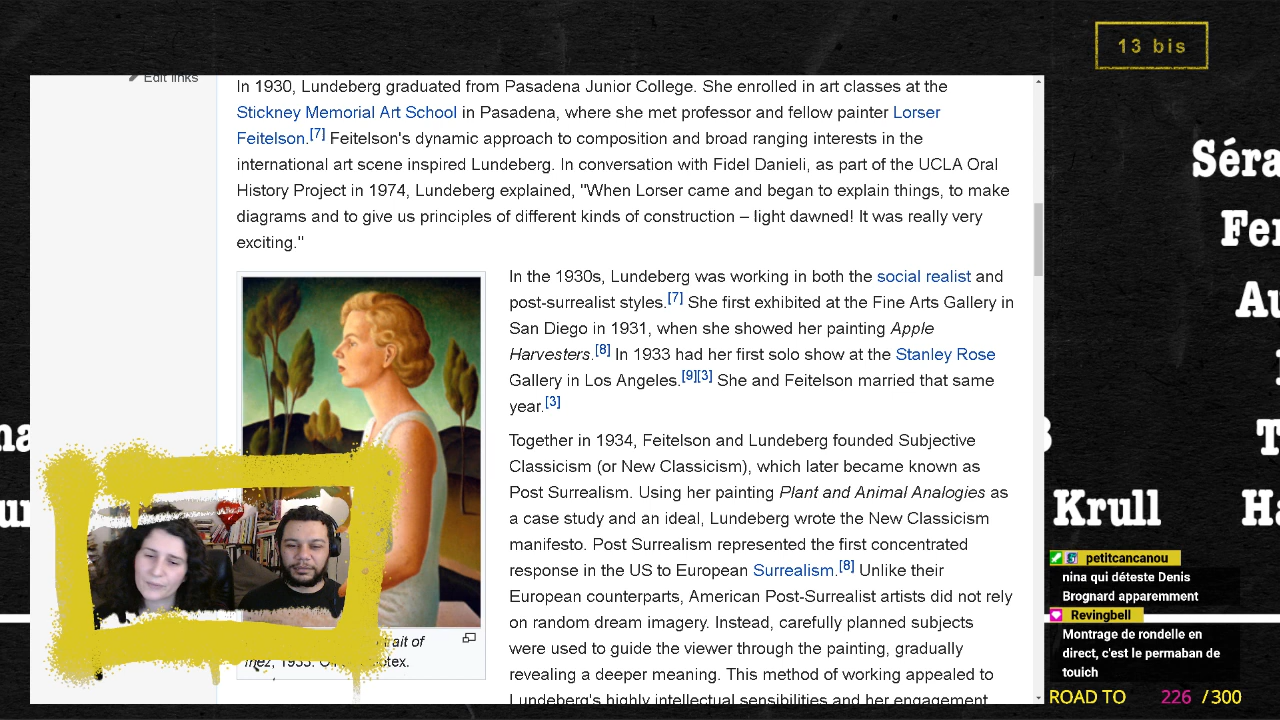 13 bis
Edit links
In 1930, Lundeberg graduated from Pasadena Junior College. She enrolled in art classes at the
Stickney Memorial Art School in Pasadena, where she met professor and fellow painter Lorser
Feitelson.[7] Feitelson's dynamic approach to composition and broad ranging interests in the
international art scene inspired Lundeberg. In conversation with Fidel Danieli, as part of the UCLA Oral
History Project in 1974, Lundeberg explained, "When Lorser came and began to explain things, to make
diagrams and to give us principles of different kinds of construction – light dawned! It was really very
exciting."
In the 1930s, Lundeberg was working in both the social realist and
post-surrealist styles.[7] She first exhibited at the Fine Arts Gallery in
San Diego in 1931, when she showed her painting Apple
Harvesters.[8] In 1933 had her first solo show at the Stanley Rose
Gallery in Los Angeles.[9][3] She and Feitelson married that same
year.[3]
Together in 1934, Feitelson and Lundeberg founded Subjective
Classicism (or New Classicism), which later became known as
Post Surrealism. Using her painting Plant and Animal Analogies as
a case study and an ideal, Lundeberg wrote the New Classicism
manifesto. Post Surrealism represented the first concentrated
response in the US to European Surrealism.[8] Unlike their
European counterparts, American Post-Surrealist artists did not rely
on random dream imagery. Instead, carefully planned subjects
were used to guide the viewer through the painting, gradually
revealing a deeper meaning. This method of working appealed to
Lundeberg's highly intellectual sensibilities and her engagement
trait of
Séra
Fer
Au
Krull
Ha
petitcancanou
nina qui déteste Denis
Brognard apparemment
Revingbell
Montrage de rondelle en
direct, c'est le permaban de
touich
ROAD TO 226 /300